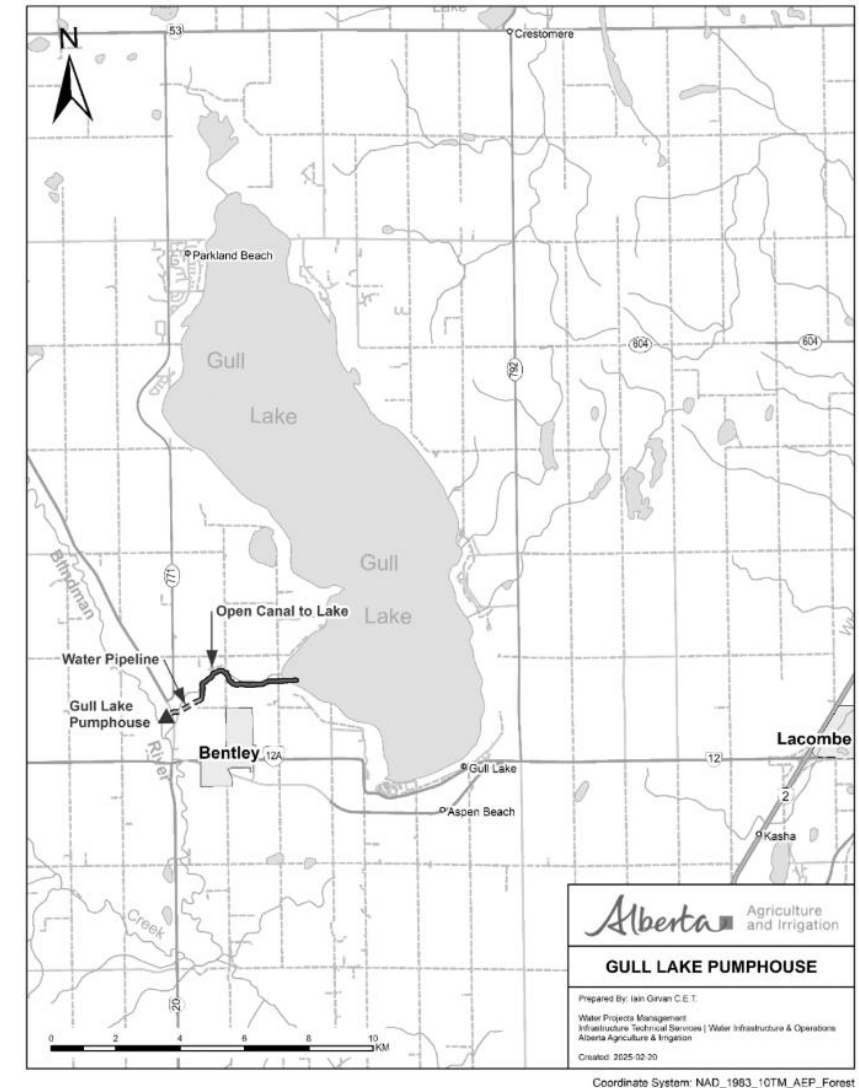 Lake
53
Crestomere
N
Parkland Beach
Gull
Lake
604
604
792
Gull
Lake
Blindman
771
Open Canal to Lake
Water Pipeline
Gull Lake
Pumphouse
River
Bentley
12A
12
Lacombe
Gull Lake
2
Aspen Beach
Kasha
Creek
20
Alberta
Agriculture
and Irrigation
GULL LAKE PUMPHOUSE
Prepared By: Iain Girvan C.E.T.
Water Projects Management
Infrastructure Technical Services | Water Infrastructure & Operations
Alberta Agriculture & Irrigation
Created: 2025-02-20
0 2 4 6 8 10
KM
Coordinate System: NAD_1983_10TM_AEP_Forest